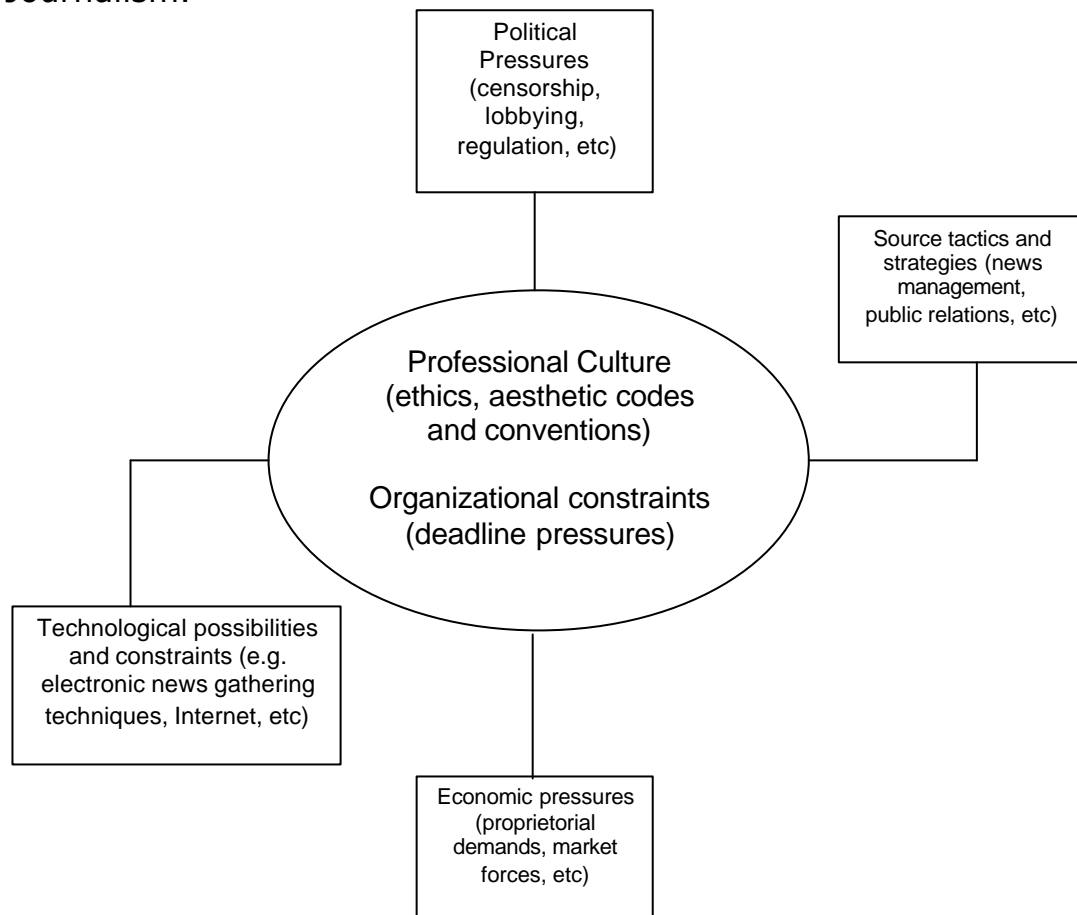 Journalism.
Political
Pressures
(censorship,
lobbying,
regulation, etc)
Source tactics and
strategies (news
management,
public relations, etc)
Professional Culture
(ethics, aesthetic codes
and conventions)
Organizational constraints
(deadline pressures)
Technological possibilities
and constraints (e.g.
electronic news gathering
techniques, Internet, etc)
Economic pressures
(proprietorial
demands, market
forces, etc)